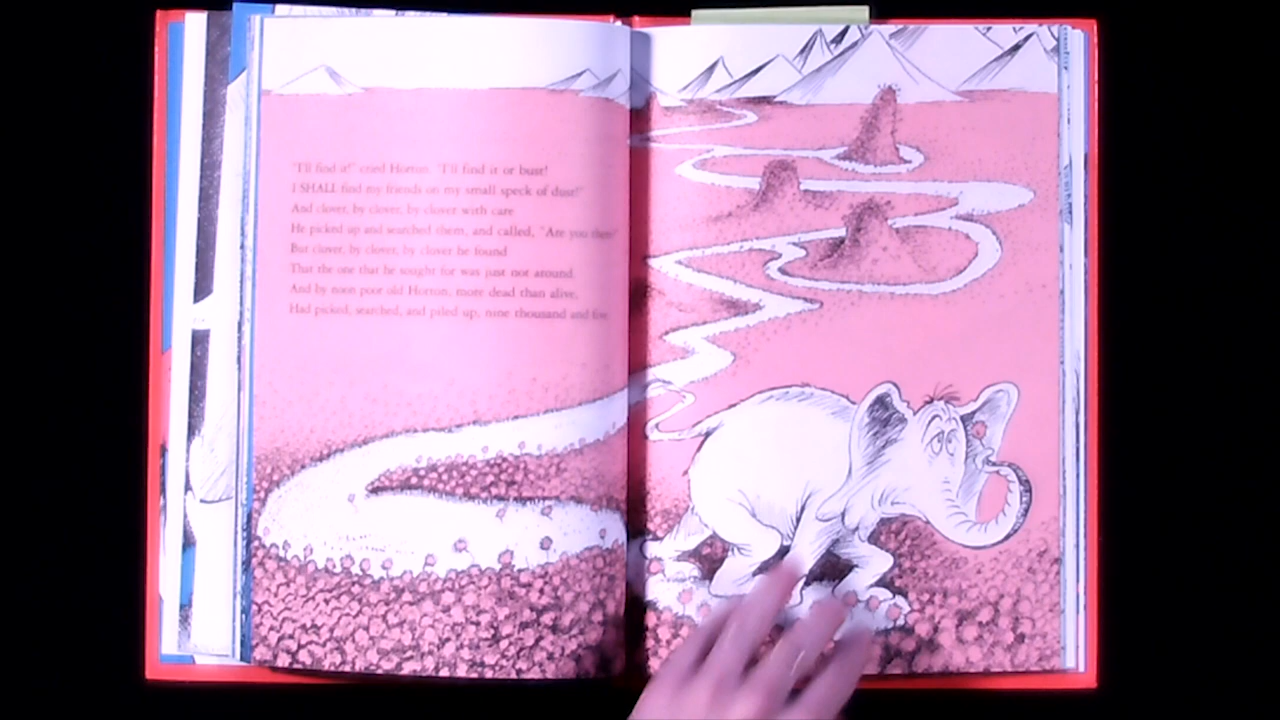 "I'll find it!" cried Horton. "I'll find it or bust!
I SHALL find my friends on my small speck of dust!"
And clover, by clover, by clover with care
He picked up and searched them, and called, "Are you there?"
But clover, by clover, by clover he found
That the one that he sought for was just not around.
And by noon poor old Horton, more dead than alive,
Had picked, searched, and piled up, nine thousand and five.